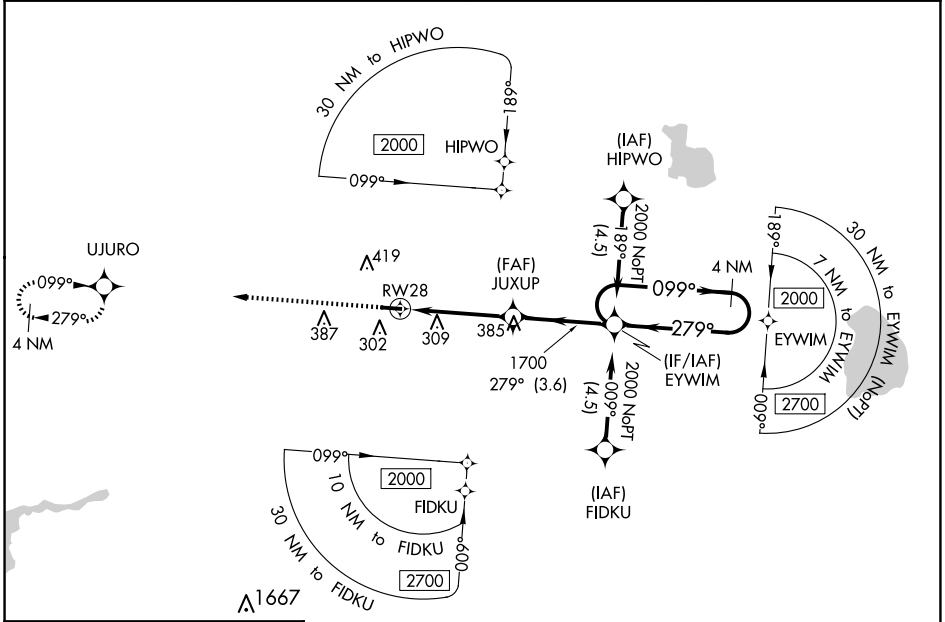 30 NM to HIPWO
189°
2000
HIPWO
099°
(IAF)
HIPWO
2000 NoPT
189°
(4.5)
UJURO
099°
279°
4 NM
419
RW28
387
302
309
(FAF)
JUXUP
385
1700
279° (3.6)
4 NM
099°
279°
(IF/IAF)
EYWIM
2000 NoPT
009°
(4.5)
(IAF)
FIDKU
189°
2000
7 NM to EYWIM
30 NM to EYWIM (NoPT)
EYWIM
2700
009°
099°
2000
FIDKU
10 NM to FIDKU
30 NM to FIDKU
2700
009°
1667